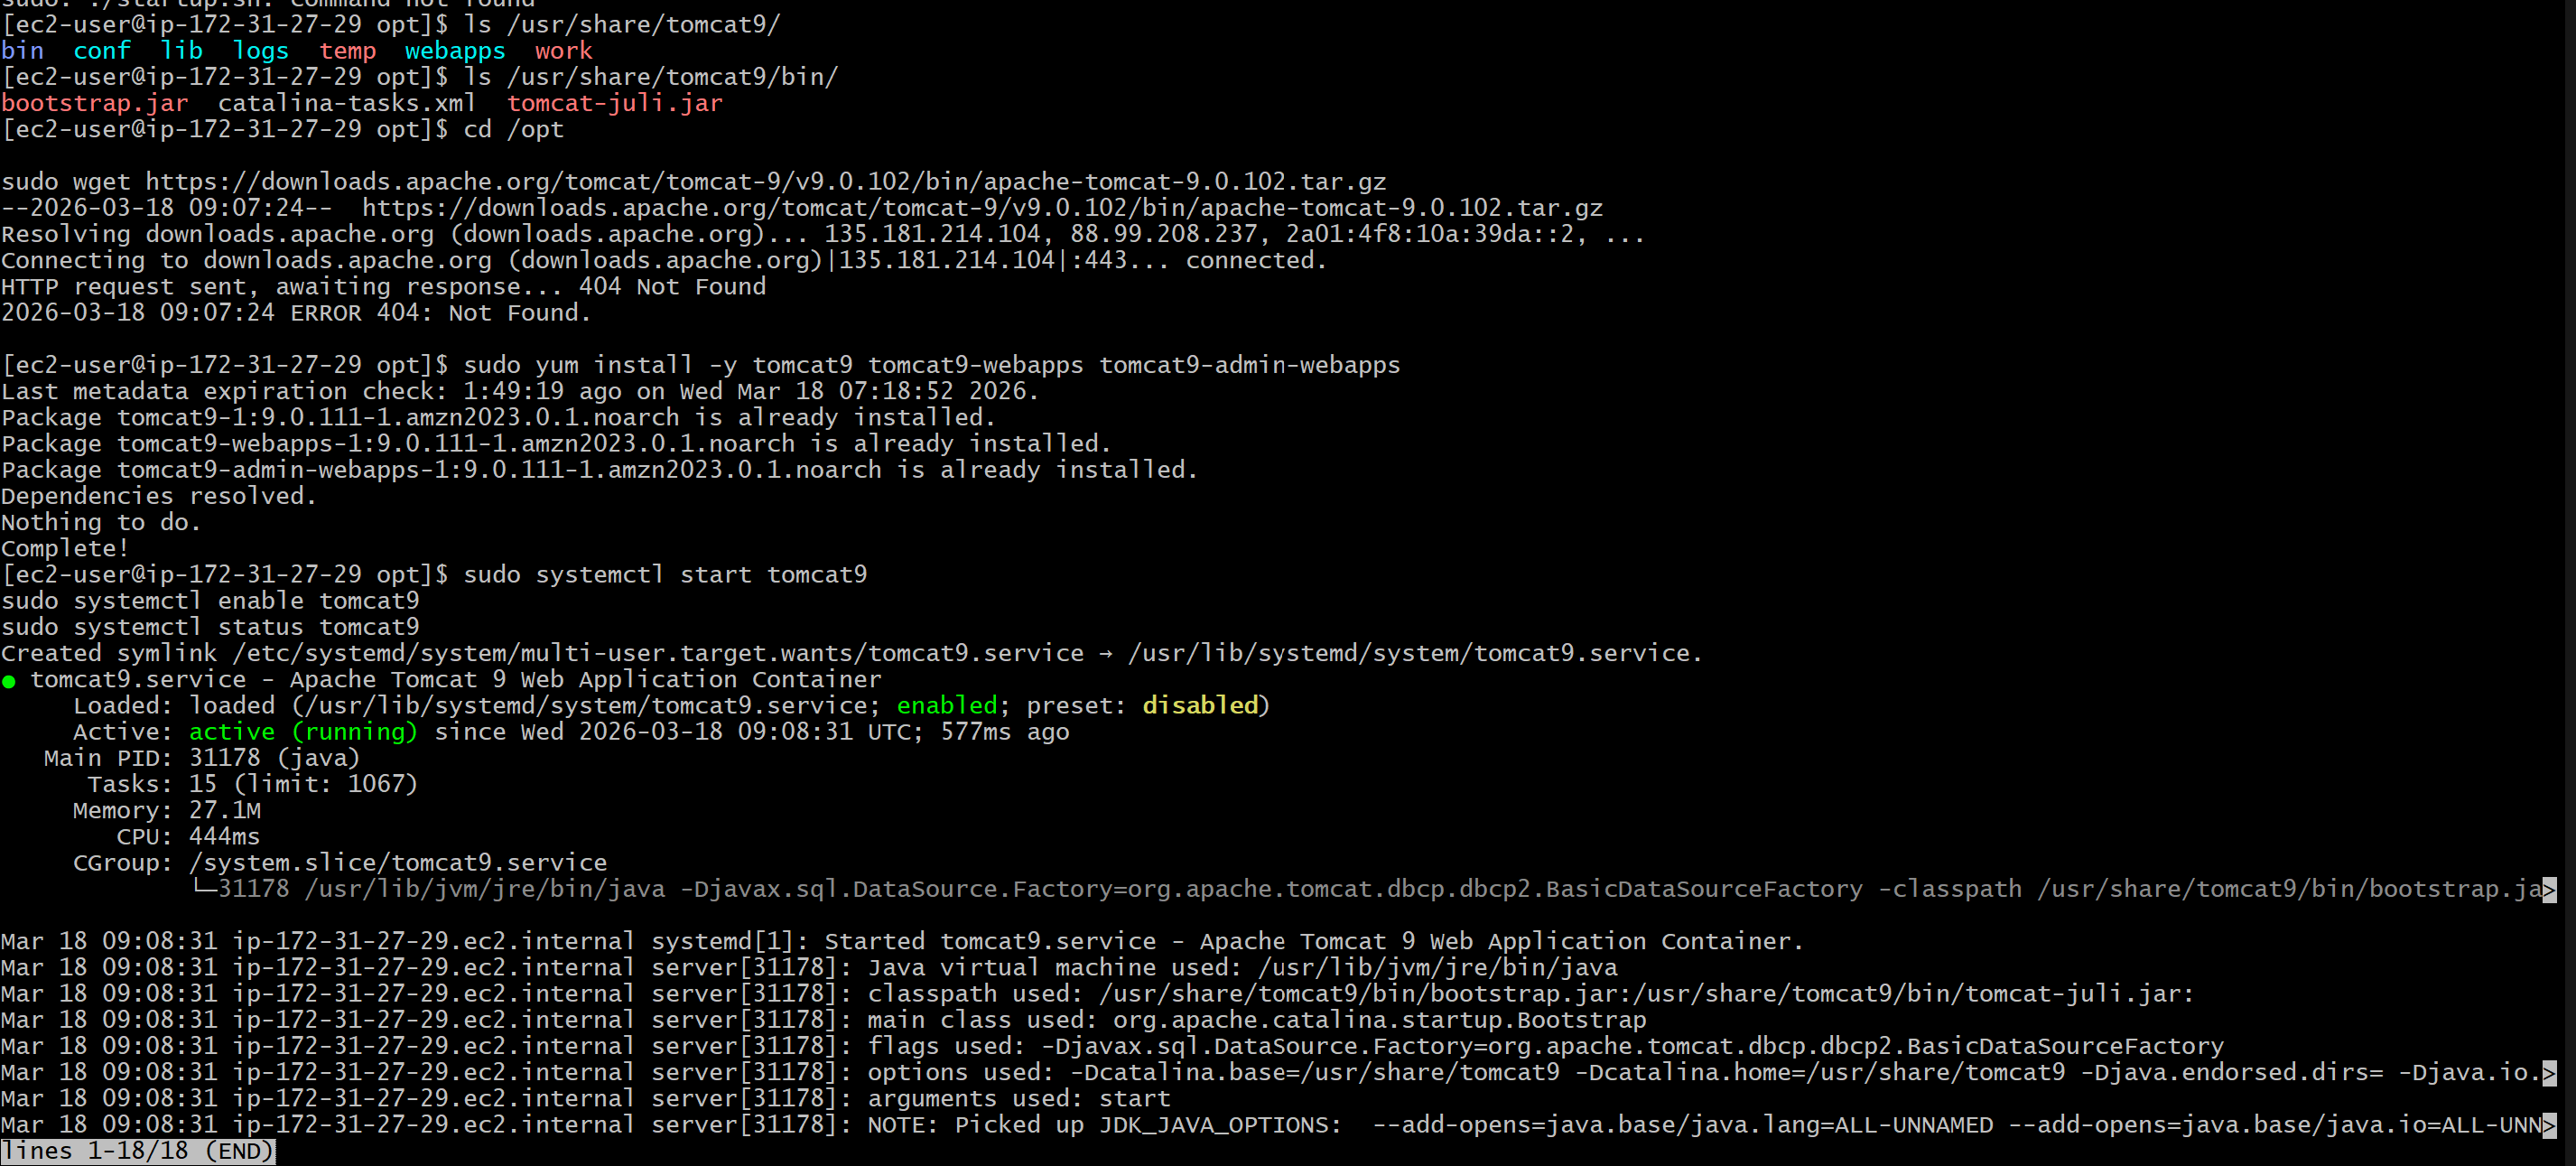 sudo: ./startup.sh: command not found
[ec2-user@ip-172-31-27-29 opt]$ ls /usr/share/tomcat9/
bin  conf  lib  logs  temp  webapps  work
[ec2-user@ip-172-31-27-29 opt]$ ls /usr/share/tomcat9/bin/
bootstrap.jar  catalina-tasks.xml  tomcat-juli.jar
[ec2-user@ip-172-31-27-29 opt]$ cd /opt

sudo wget https://downloads.apache.org/tomcat/tomcat-9/v9.0.102/bin/apache-tomcat-9.0.102.tar.gz
--2026-03-18 09:07:24--  https://downloads.apache.org/tomcat/tomcat-9/v9.0.102/bin/apache-tomcat-9.0.102.tar.gz
Resolving downloads.apache.org (downloads.apache.org)... 135.181.214.104, 88.99.208.237, 2a01:4f8:10a:39da::2, ...
Connecting to downloads.apache.org (downloads.apache.org)|135.181.214.104|:443... connected.
HTTP request sent, awaiting response... 404 Not Found
2026-03-18 09:07:24 ERROR 404: Not Found.

[ec2-user@ip-172-31-27-29 opt]$ sudo yum install -y tomcat9 tomcat9-webapps tomcat9-admin-webapps
Last metadata expiration check: 1:49:19 ago on Wed Mar 18 07:18:52 2026.
Package tomcat9-1:9.0.111-1.amzn2023.0.1.noarch is already installed.
Package tomcat9-webapps-1:9.0.111-1.amzn2023.0.1.noarch is already installed.
Package tomcat9-admin-webapps-1:9.0.111-1.amzn2023.0.1.noarch is already installed.
Dependencies resolved.
Nothing to do.
Complete!
[ec2-user@ip-172-31-27-29 opt]$ sudo systemctl start tomcat9
sudo systemctl enable tomcat9
sudo systemctl status tomcat9
Created symlink /etc/systemd/system/multi-user.target.wants/tomcat9.service → /usr/lib/systemd/system/tomcat9.service.
● tomcat9.service - Apache Tomcat 9 Web Application Container
     Loaded: loaded (/usr/lib/systemd/system/tomcat9.service; enabled; preset: disabled)
     Active: active (running) since Wed 2026-03-18 09:08:31 UTC; 577ms ago
   Main PID: 31178 (java)
      Tasks: 15 (limit: 1067)
     Memory: 27.1M
        CPU: 444ms
     CGroup: /system.slice/tomcat9.service
             └─31178 /usr/lib/jvm/jre/bin/java -Djavax.sql.DataSource.Factory=org.apache.tomcat.dbcp.dbcp2.BasicDataSourceFactory -classpath /usr/share/tomcat9/bin/bootstrap.ja>

Mar 18 09:08:31 ip-172-31-27-29.ec2.internal systemd[1]: Started tomcat9.service - Apache Tomcat 9 Web Application Container.
Mar 18 09:08:31 ip-172-31-27-29.ec2.internal server[31178]: Java virtual machine used: /usr/lib/jvm/jre/bin/java
Mar 18 09:08:31 ip-172-31-27-29.ec2.internal server[31178]: classpath used: /usr/share/tomcat9/bin/bootstrap.jar:/usr/share/tomcat9/bin/tomcat-juli.jar:
Mar 18 09:08:31 ip-172-31-27-29.ec2.internal server[31178]: main class used: org.apache.catalina.startup.Bootstrap
Mar 18 09:08:31 ip-172-31-27-29.ec2.internal server[31178]: flags used: -Djavax.sql.DataSource.Factory=org.apache.tomcat.dbcp.dbcp2.BasicDataSourceFactory
Mar 18 09:08:31 ip-172-31-27-29.ec2.internal server[31178]: options used: -Dcatalina.base=/usr/share/tomcat9 -Dcatalina.home=/usr/share/tomcat9 -Djava.endorsed.dirs= -Djava.io.>
Mar 18 09:08:31 ip-172-31-27-29.ec2.internal server[31178]: arguments used: start
Mar 18 09:08:31 ip-172-31-27-29.ec2.internal server[31178]: NOTE: Picked up JDK_JAVA_OPTIONS:  --add-opens=java.base/java.lang=ALL-UNNAMED --add-opens=java.base/java.io=ALL-UNN>
lines 1-18/18 (END)